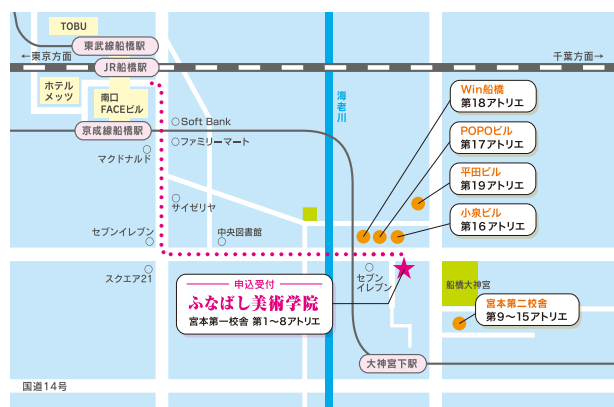 TOBU
東武線船橋駅
←東京方面
千葉方面→
JR船橋駅
ホテル
メッツ
南口
FACEビル
海老川
Win船橋
第18アトリエ
Soft Bank
京成線船橋駅
POPOビル
第17アトリエ
ファミリーマート
マクドナルド
平田ビル
第19アトリエ
サイゼリヤ
小泉ビル
第16アトリエ
セブンイレブン
中央図書館
スクエア21
セブン
イレブン
船橋大神宮
申込受付
ふなばし美術学院
宮本第一校舎 第1〜8アトリエ
宮本第二校舎
第9〜15アトリエ
大神宮下駅
国道14号